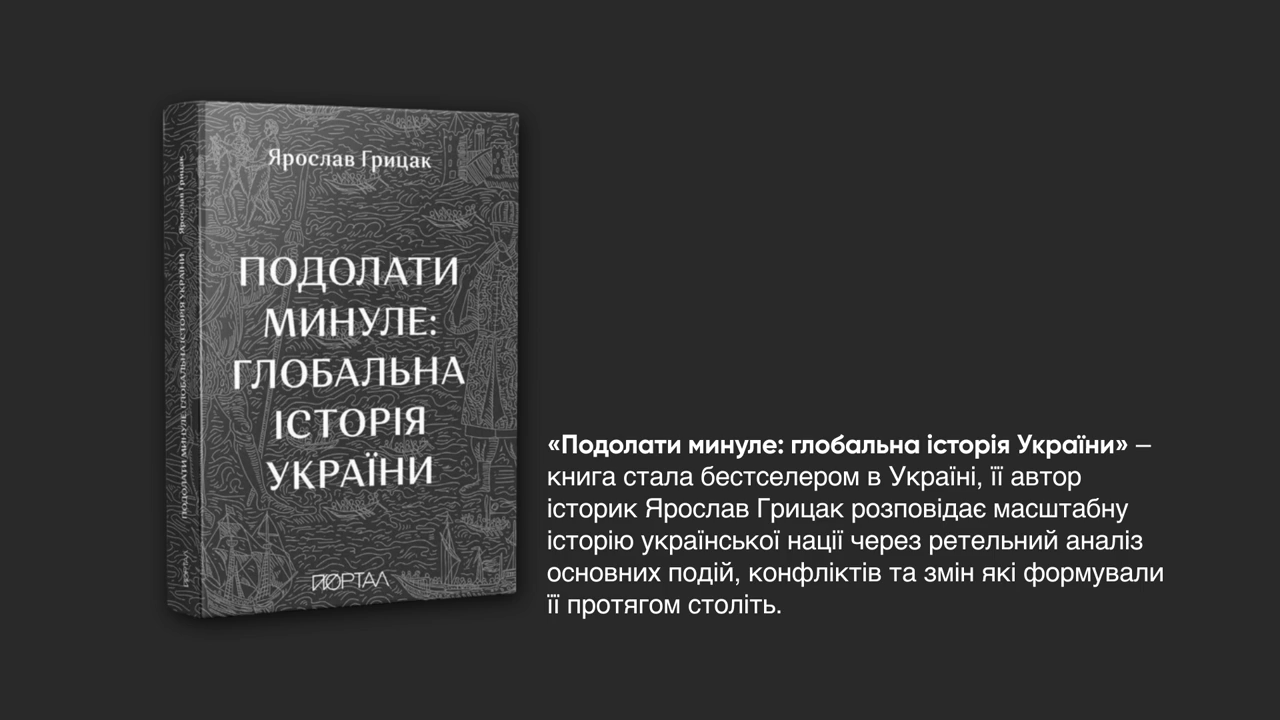 Ярослав Грицак
ПОДОЛАТИ
МИНУЛЕ:
ГЛОБАЛЬНА
ІСТОРІЯ
УКРАЇНИ
ПОРТАЛ
Ярослав Грицак
ПОДОЛАТИ МИНУЛЕ: ГЛОБАЛЬНА ІСТОРІЯ УКРАЇНИ
ПОРТАЛ
«Подолати минуле: глобальна історія України» –
книга стала бестселером в Україні, її автор
історик Ярослав Грицак розповідає масштабну
історію української нації через ретельний аналіз
основних подій, конфліктів та змін які формували
її протягом століть.